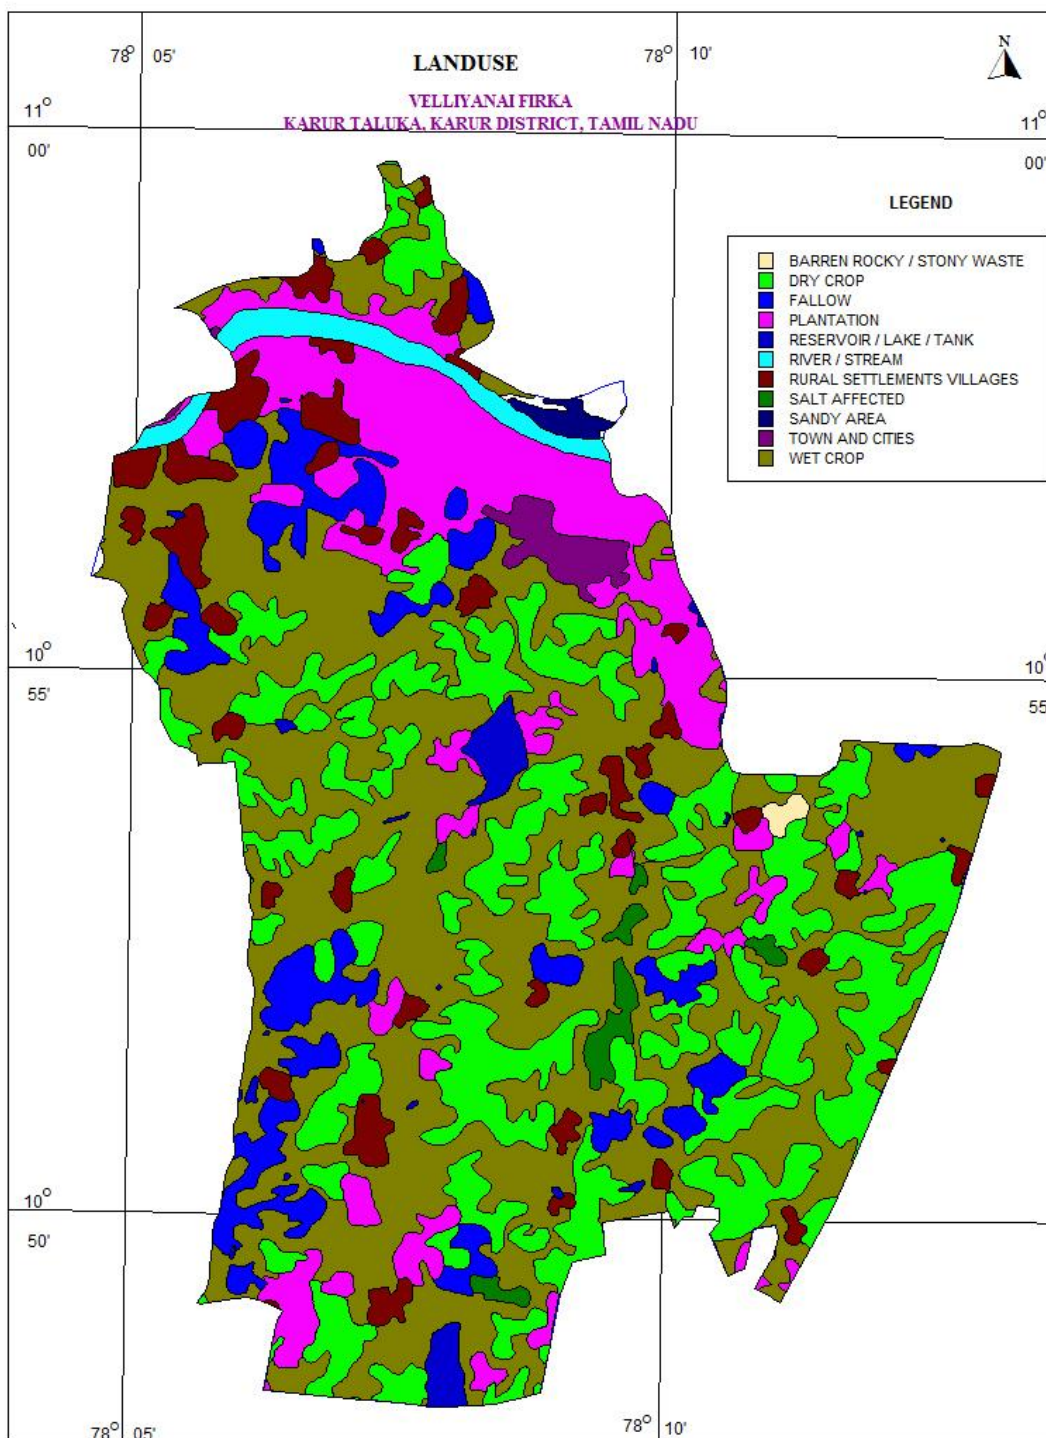 78° 05'
78° 10'
N
LANDUSE
VELLIYANAI FIRKA
KARUR TALUKA, KARUR DISTRICT, TAMIL NADU
11°
00'
11°
00'
LEGEND
BARREN ROCKY / STONY WASTE
DRY CROP
FALLOW
PLANTATION
RESERVOIR / LAKE / TANK
RIVER / STREAM
RURAL SETTLEMENTS VILLAGES
SALT AFFECTED
SANDY AREA
TOWN AND CITIES
WET CROP
10°
55'
10°
55
10°
50'
78° 05'
78° 10'